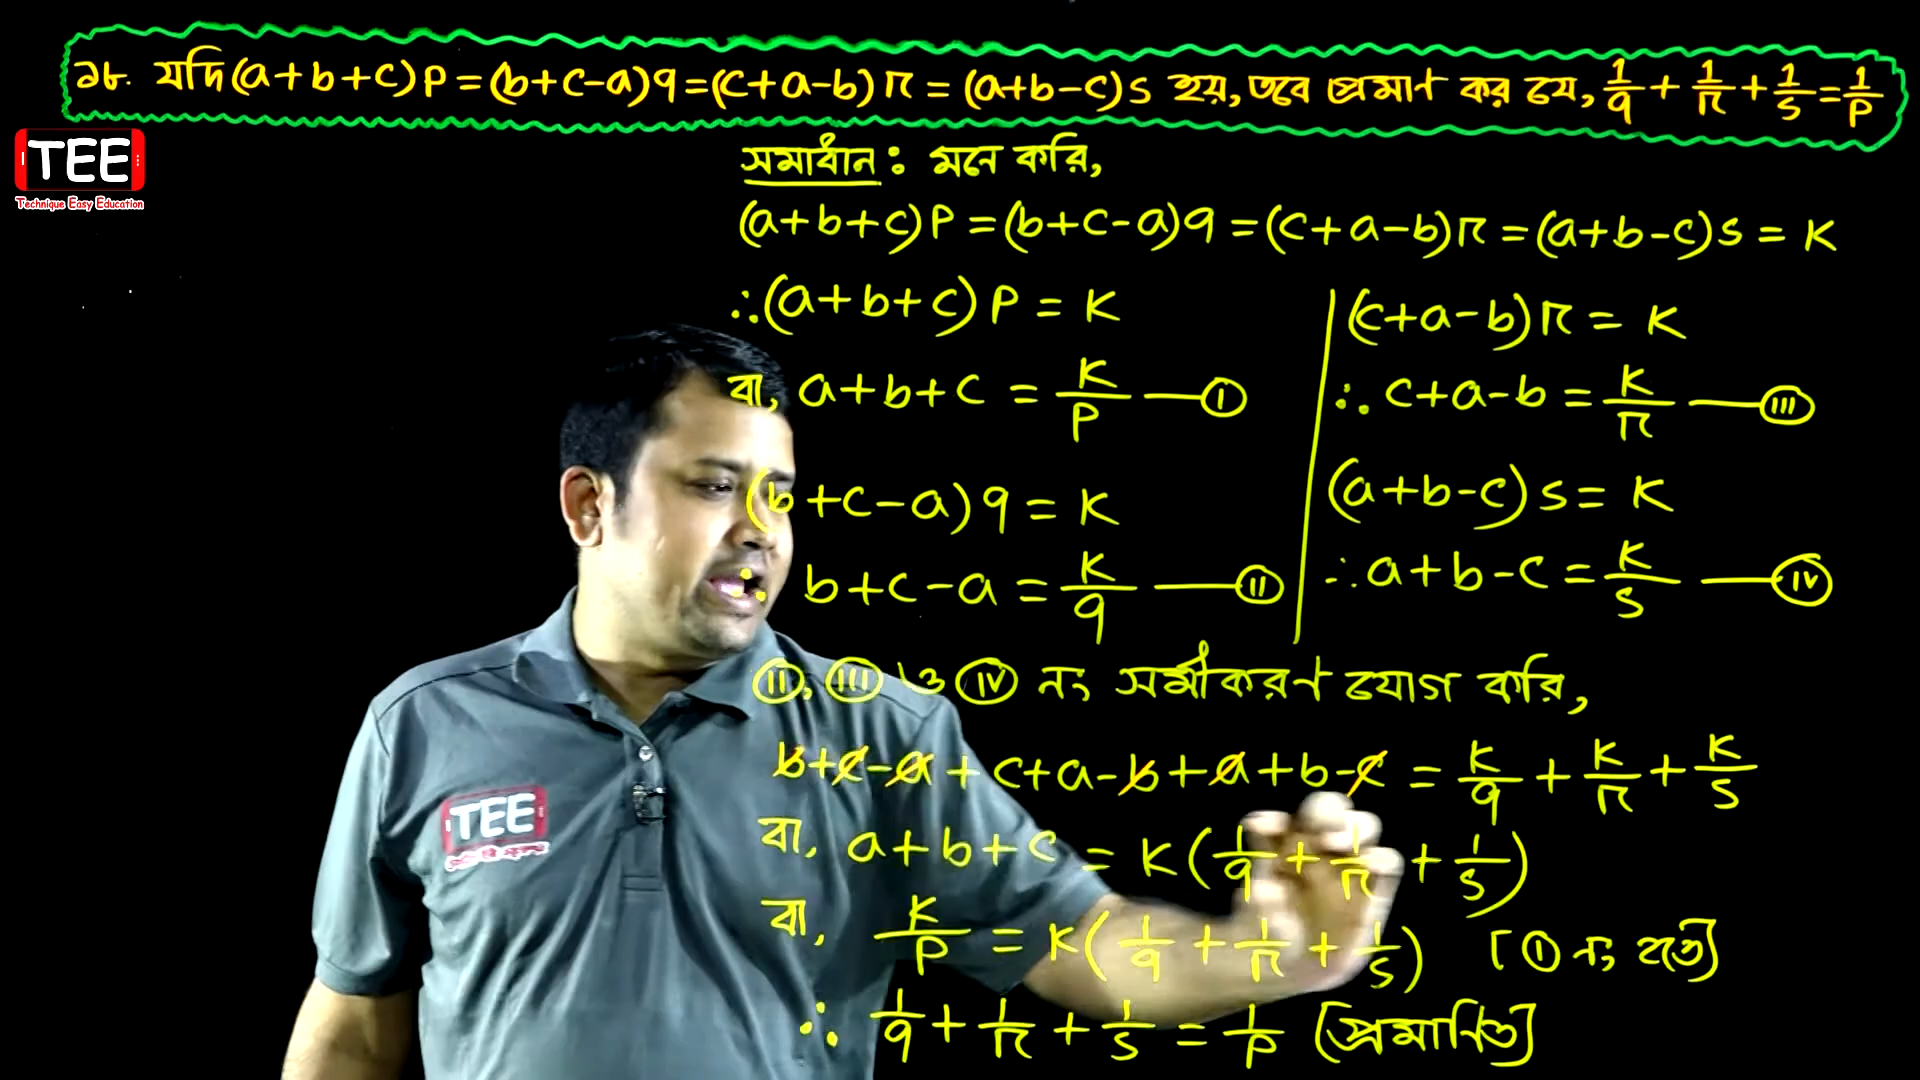 ১৮. যদি (a+b+c)p = (b+c-a)q = (c+a-b)r = (a+b-c)s হয়, তবে প্রমাণ কর যে, 1/q + 1/r + 1/s = 1/p
TEE
Technique Easy Education
সমাধান : মনে করি,
(a+b+c)p = (b+c-a)q = (c+a-b)r = (a+b-c)s = K
∴ (a+b+c)p = K
বা, a+b+c = K/p —— (I)
(b+c-a)q = K
∴ b+c-a = K/q —— (II)
(c+a-b)r = K
∴ c+a-b = K/r —— (III)
(a+b-c)s = K
∴ a+b-c = K/s —— (IV)
(II), (III) ও (IV) নং সমীকরণ যোগ করি,
b+c-a + c+a-b + a+b-c = K/q + K/r + K/s
বা, a+b+c = K(1/q + 1/r + 1/s)
বা, K/p = K(1/q + 1/r + 1/s) [(I) নং হতে]
∴ 1/q + 1/r + 1/s = 1/p [প্রমাণিত]
TEE